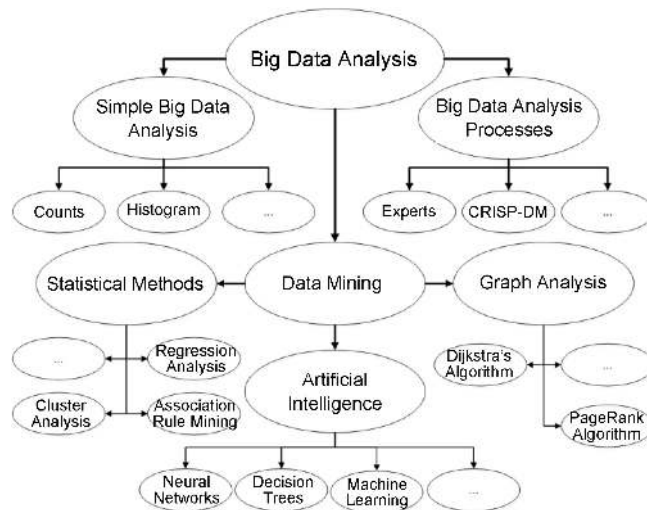 Big Data Analysis
Simple Big Data
Analysis
Big Data Analysis
Processes
Counts
Histogram
...
Experts
CRISP-DM
...
Statistical Methods
Data Mining
Graph Analysis
...
Regression
Analysis
Cluster
Analysis
Association
Rule Mining
Artificial
Intelligence
Dijkstra's
Algorithm
...
PageRank
Algorithm
Neural
Networks
Decision
Trees
Machine
Learning
...